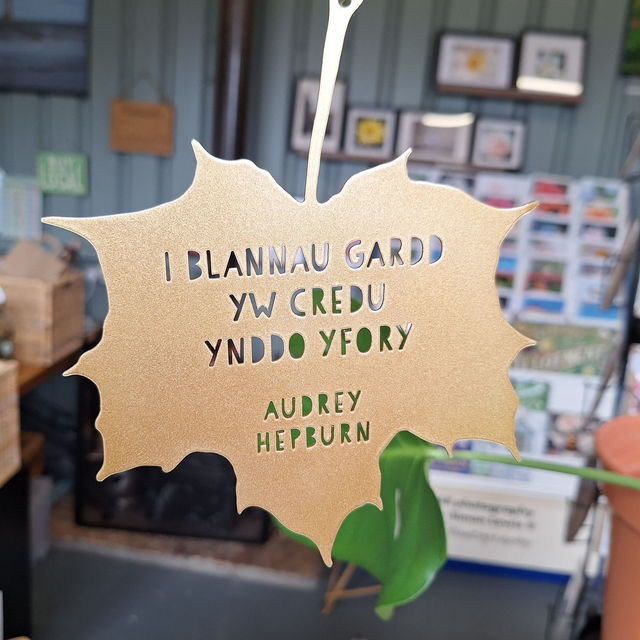 I BLANNAU GARDD
YW CREDU
YNDDO YFORY
AUDREY
HEPBURN